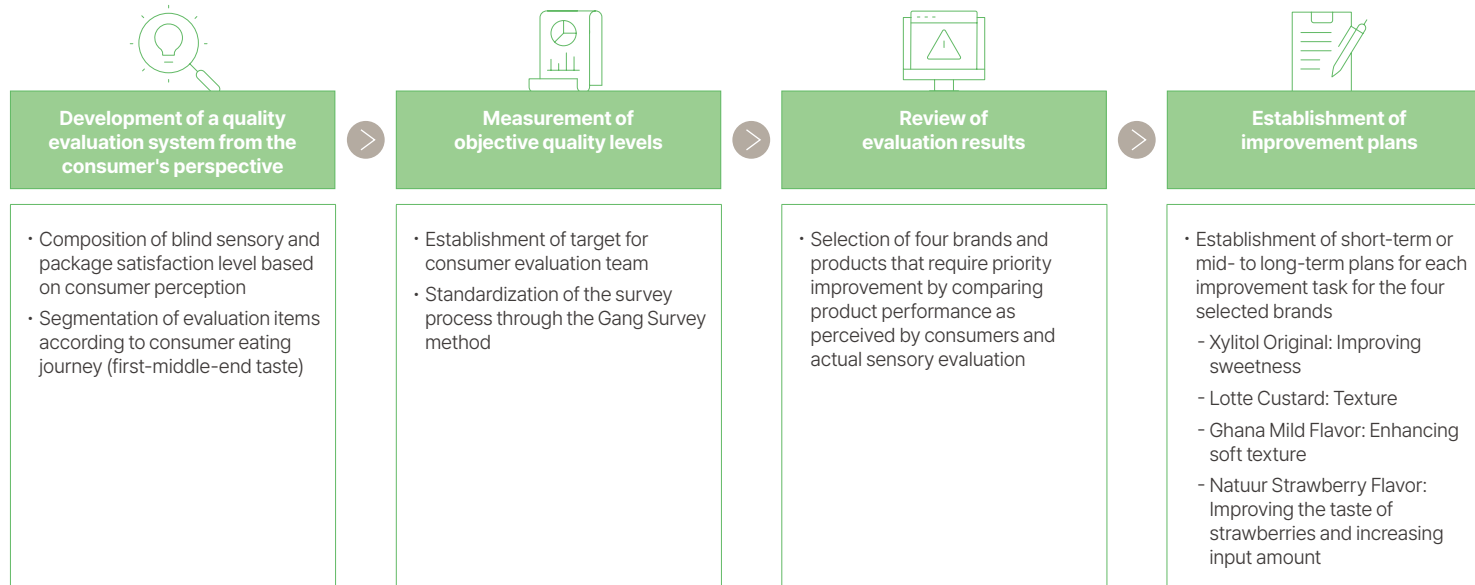 Development of a quality
evaluation system from the
consumer's perspective
Measurement of
objective quality levels
Review of
evaluation results
Establishment of
improvement plans
· Composition of blind sensory and
package satisfaction level based
on consumer perception
· Segmentation of evaluation items
according to consumer eating
journey (first-middle-end taste)
· Establishment of target for
consumer evaluation team
· Standardization of the survey
process through the Gang Survey
method
· Selection of four brands and
products that require priority
improvement by comparing
product performance as
perceived by consumers and
actual sensory evaluation
· Establishment of short-term or
mid- to long-term plans for each
improvement task for the four
selected brands
- Xylitol Original: Improving
sweetness
- Lotte Custard: Texture
- Ghana Mild Flavor: Enhancing
soft texture
- Natuur Strawberry Flavor:
Improving the taste of
strawberries and increasing
input amount